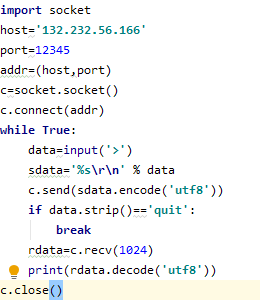 import socket
host='132.232.56.166'
port=12345
addr=(host,port)
c=socket.socket()
c.connect(addr)
while True:
    data=input('>')
    sdata='%s\r\n' % data
    c.send(sdata.encode('utf8'))
    if data.strip()=='quit':
        break
    rdata=c.recv(1024)
    print(rdata.decode('utf8'))
c.close()